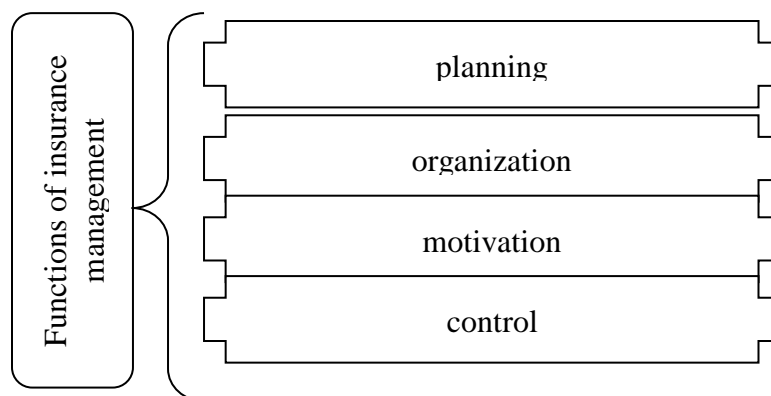 Functions of insurance
management
planning
organization
motivation
control